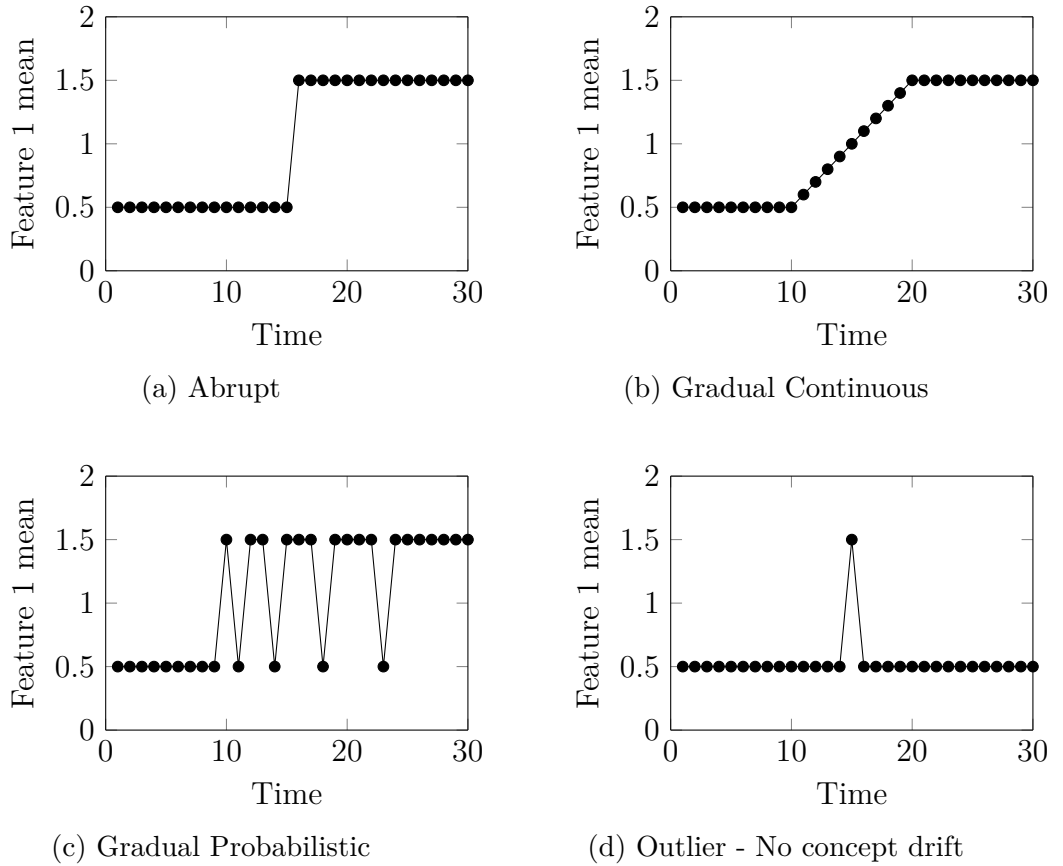 2
1.5
1
0.5
0
Feature 1 mean
0 10 20 30
Time
(a) Abrupt
2
1.5
1
0.5
0
Feature 1 mean
0 10 20 30
Time
(b) Gradual Continuous
2
1.5
1
0.5
0
Feature 1 mean
0 10 20 30
Time
(c) Gradual Probabilistic
2
1.5
1
0.5
0
Feature 1 mean
0 10 20 30
Time
(d) Outlier - No concept drift